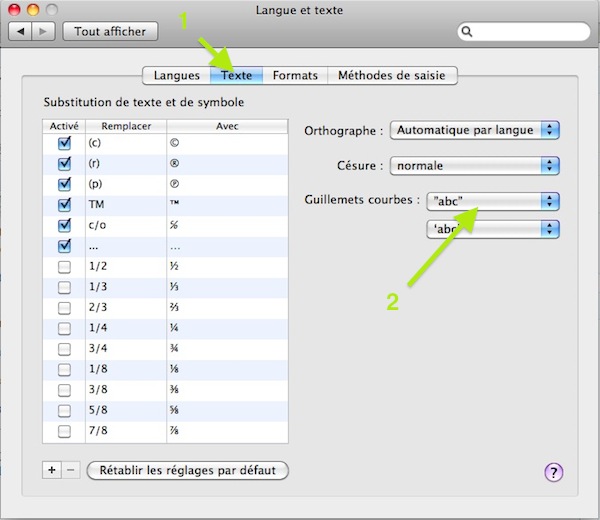 Langue et texte
Tout afficher
1
Langues Texte Formats Méthodes de saisie
Substitution de texte et de symbole
Activé Remplacer Avec
(c) ©
(r) ®
(p) ℗
TM ™
c/o ℅
... …
1/2 ½
1/3 ⅓
2/3 ⅔
1/4 ¼
3/4 ¾
1/8 ⅛
3/8 ⅜
5/8 ⅝
7/8 ⅞
+ −
Rétablir les réglages par défaut
Orthographe : Automatique par langue
Césure : normale
Guillemets courbes : "abc"
‘abc’
2
?